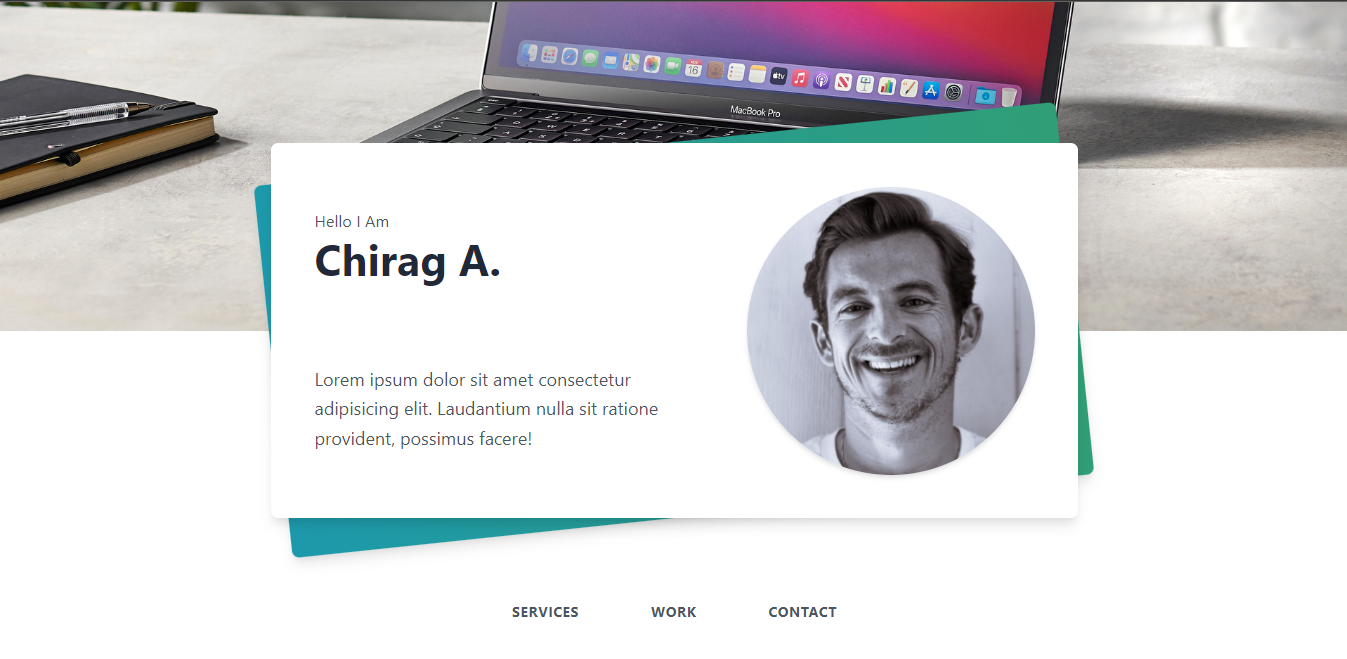 MacBook Pro
Hello I Am
Chirag A.
Lorem ipsum dolor sit amet consectetur
adipisicing elit. Laudantium nulla sit ratione
provident, possimus facere!
SERVICES WORK CONTACT